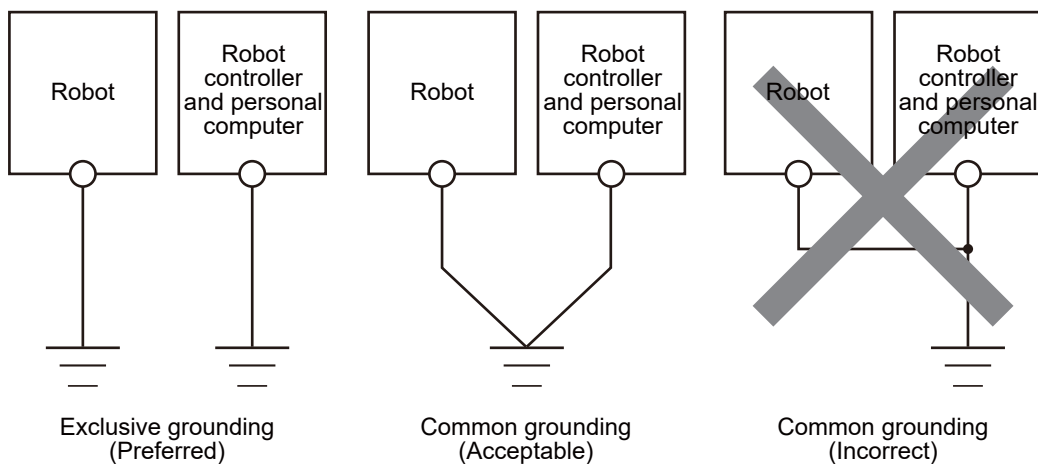 Robot
Robot
controller
and personal
computer
Robot
Robot
controller
and personal
computer
Robot
Robot
controller
and personal
computer
Exclusive grounding
(Preferred)
Common grounding
(Acceptable)
Common grounding
(Incorrect)